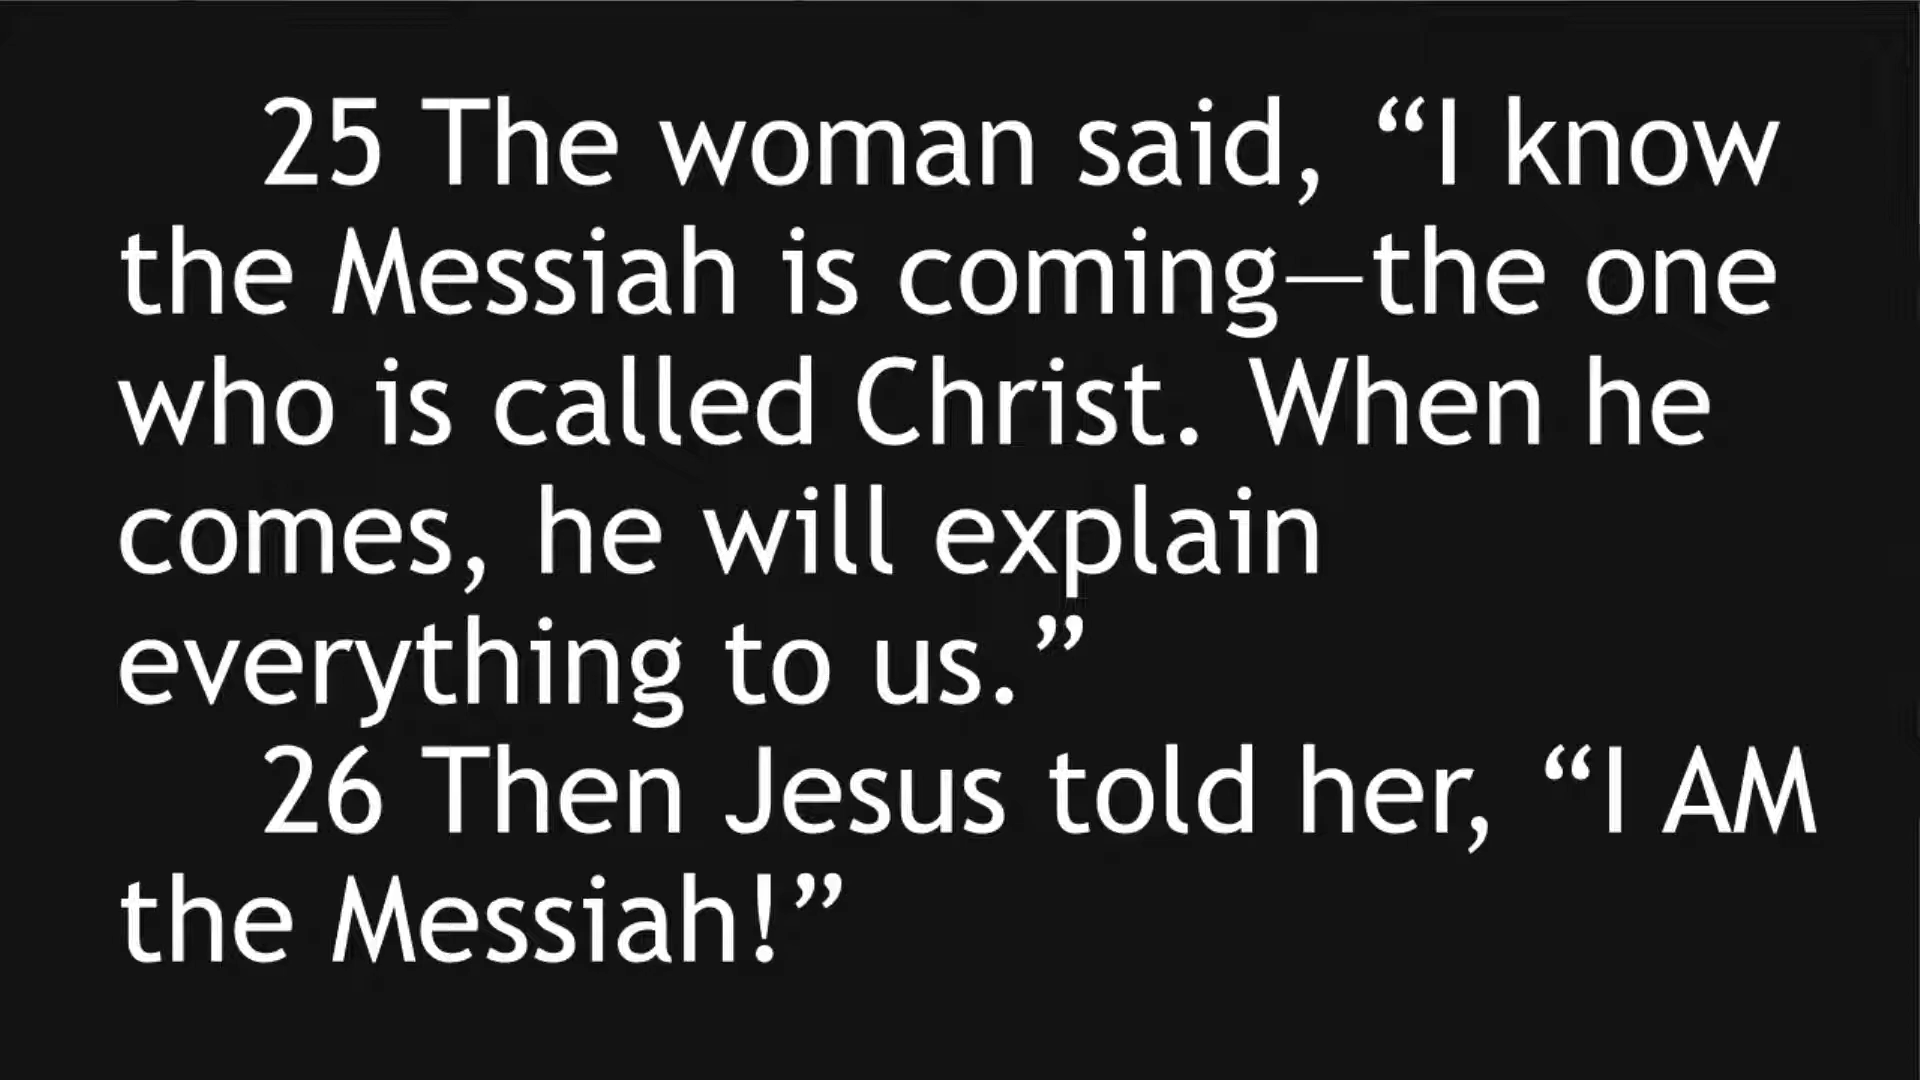 25 The woman said, “I know
the Messiah is coming—the one
who is called Christ. When he
comes, he will explain
everything to us.”
26 Then Jesus told her, “I AM
the Messiah!”